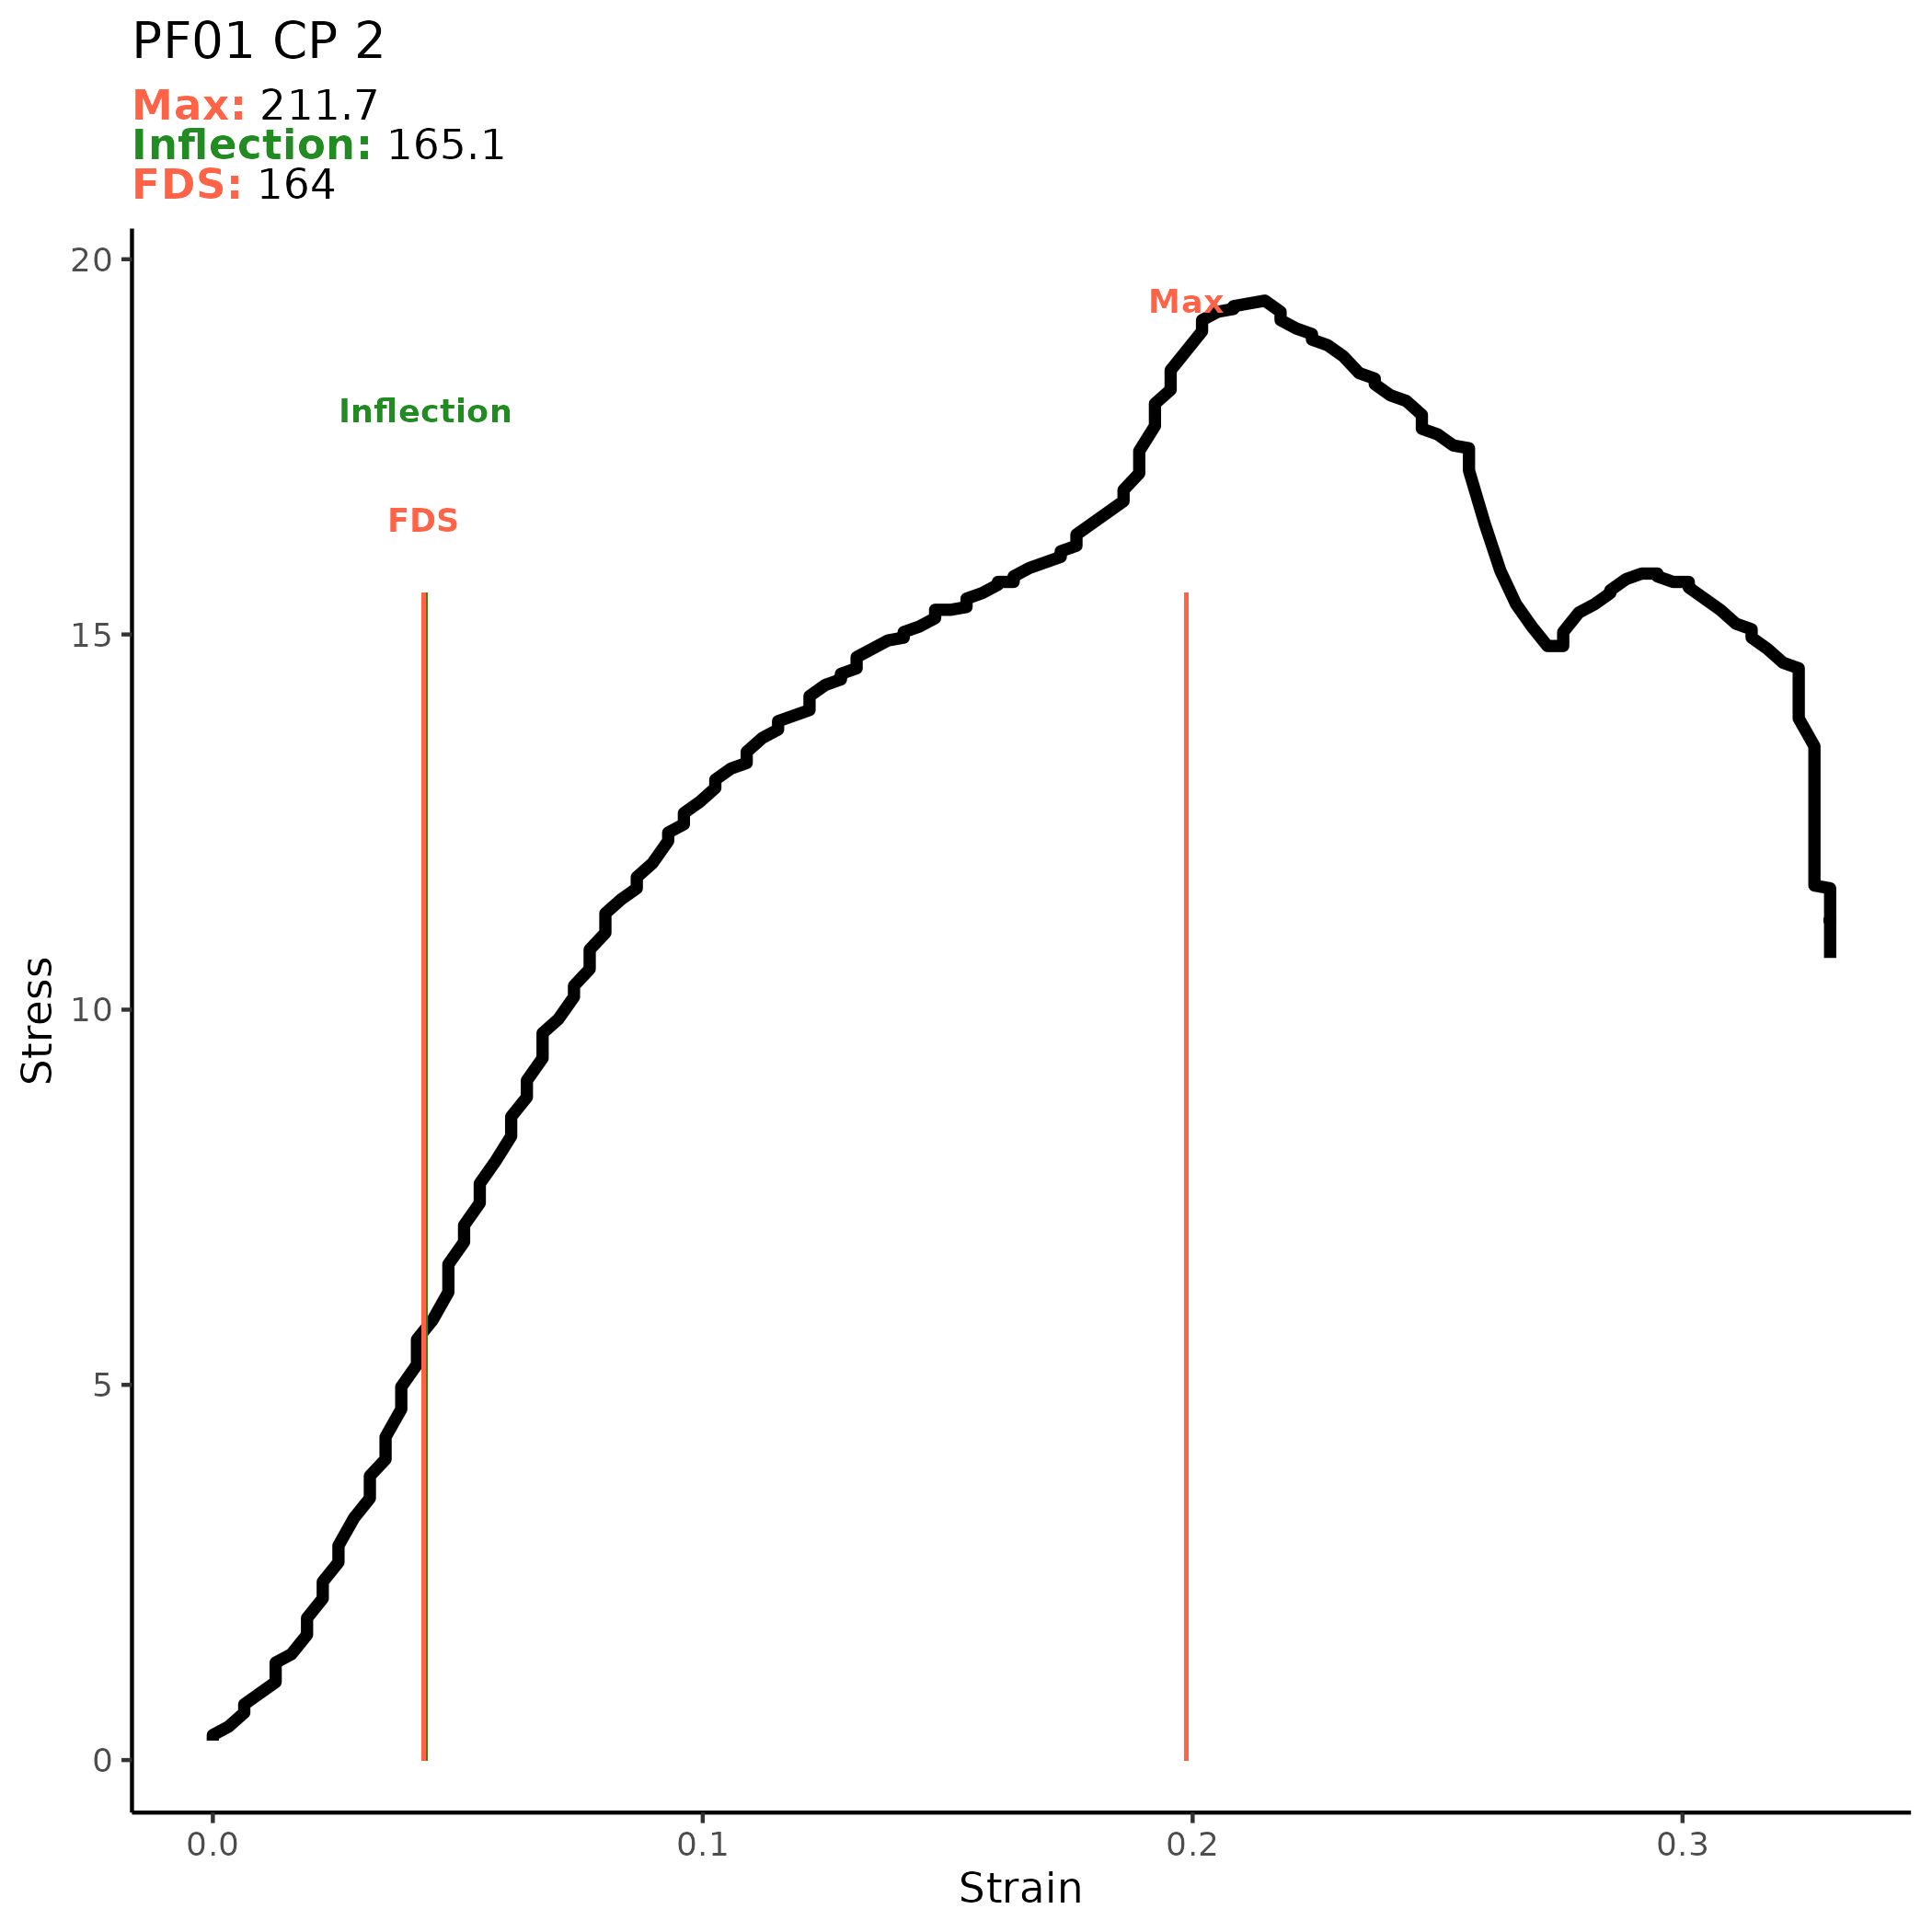 PF01 CP 2
Max: 211.7
Inflection: 165.1
FDS: 164
20
Max
Inflection
FDS
15
Stress
10
5
0
0.0 0.1 0.2 0.3
Strain